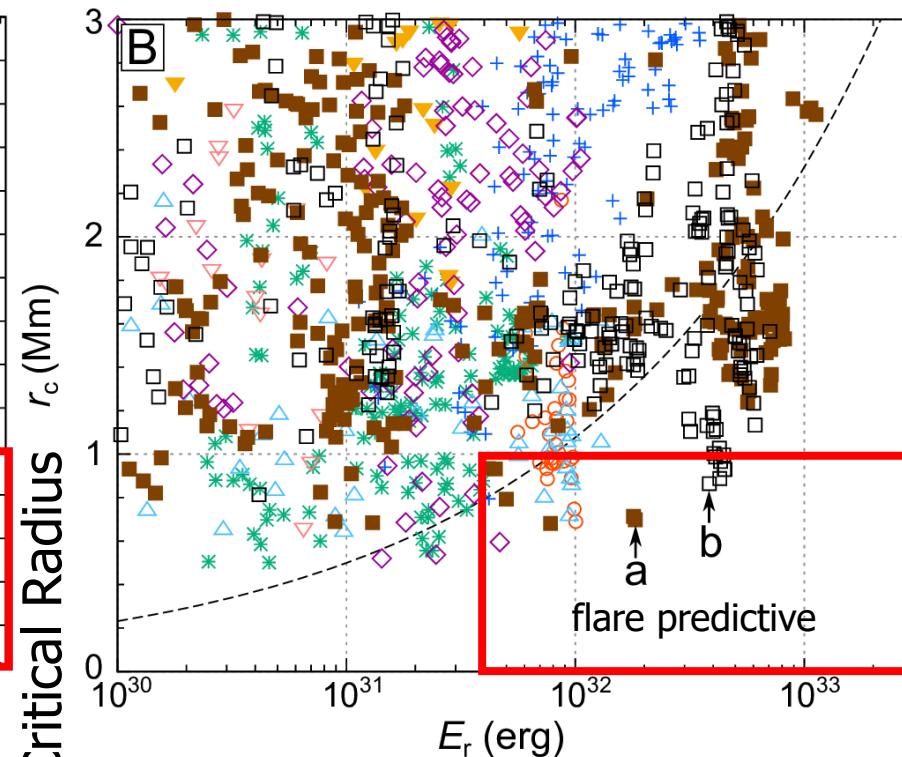 B
3
2
1
0
10^30
10^31
10^32
10^33
r_c (Mm)
Critical Radius
a
b
flare predictive
E_r (erg)